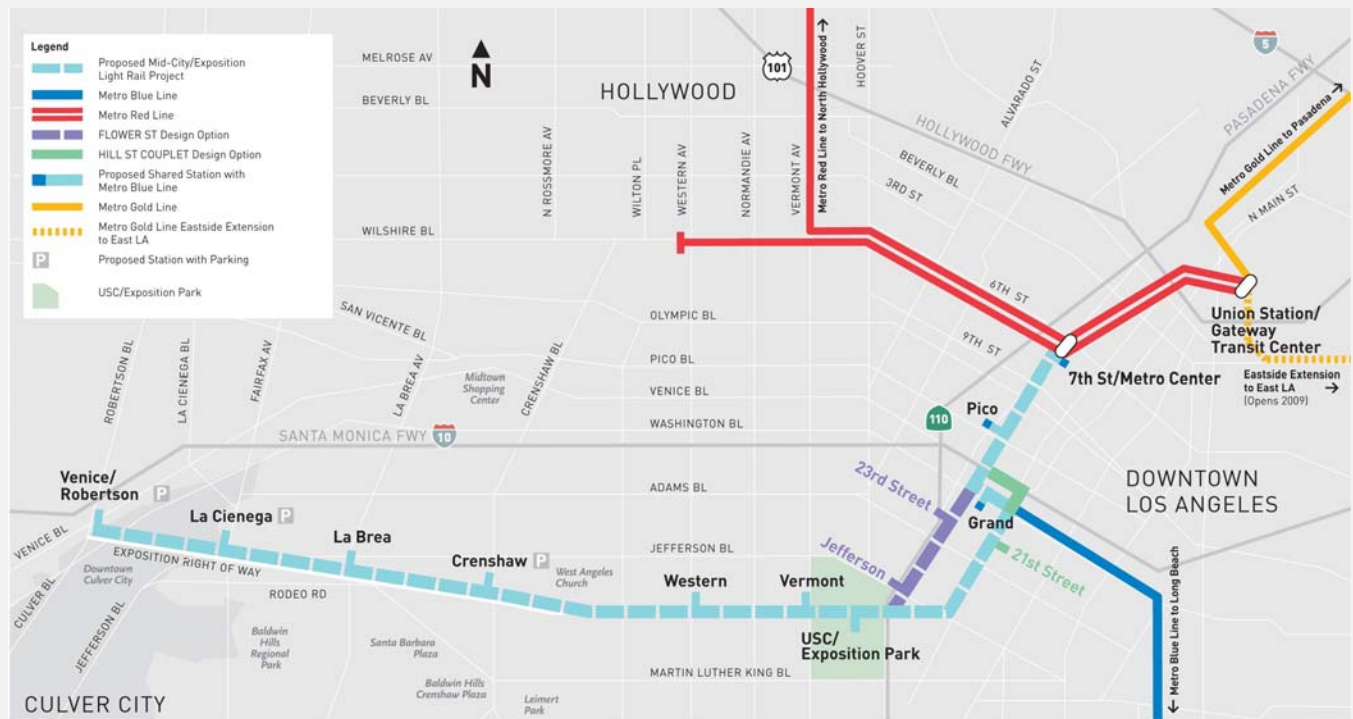 Legend
Proposed Mid-City/Exposition
Light Rail Project
Metro Blue Line
Metro Red Line
FLOWER ST Design Option
HILL ST COUPLET Design Option
Proposed Shared Station with
Metro Blue Line
Metro Gold Line
Metro Gold Line Eastside Extension
to East LA
P
Proposed Station with Parking
USC/Exposition Park
N
MELROSE AV
BEVERLY BL
HOLLYWOOD
101
HOOVER ST
ALVARADO ST
5
PASADENA FWY
HOLLYWOOD FWY
Metro Red Line to North Hollywood →
Metro Gold Line to Pasadena →
N ROSSMORE AV
WILTON PL
WESTERN AV
NORMANDIE AV
VERMONT AV
BEVERLY BL
3RD ST
N MAIN ST
WILSHIRE BL
6TH ST
9TH ST
Union Station/
Gateway
Transit Center
7th St/Metro Center
Eastside Extension
to East LA →
(Opens 2009)
SAN VICENTE BL
OLYMPIC BL
PICO BL
VENICE BL
WASHINGTON BL
ROBERTSON BL
LA CIENEGA BL
FAIRFAX AV
LA BREA AV
CRENSHAW BL
Midtown
Shopping
Center
SANTA MONICA FWY
10
110
Pico
DOWNTOWN
LOS ANGELES
Venice/
Robertson
P
La Cienega
P
La Brea
Crenshaw
P
ADAMS BL
23rd Street
Grand
21st Street
JEFFERSON BL
Jefferson
VENICE BL
EXPOSITION RIGHT OF WAY
Downtown
Culver City
West Angeles
Church
Western
Vermont
RODEO RD
CULVER BL
JEFFERSON BL
Baldwin
Hills
Regional
Park
Santa Barbara
Plaza
USC/
Exposition Park
MARTIN LUTHER KING BL
Baldwin Hills
Crenshaw Plaza
Leimert
Park
CULVER CITY
← Metro Blue Line to Long Beach